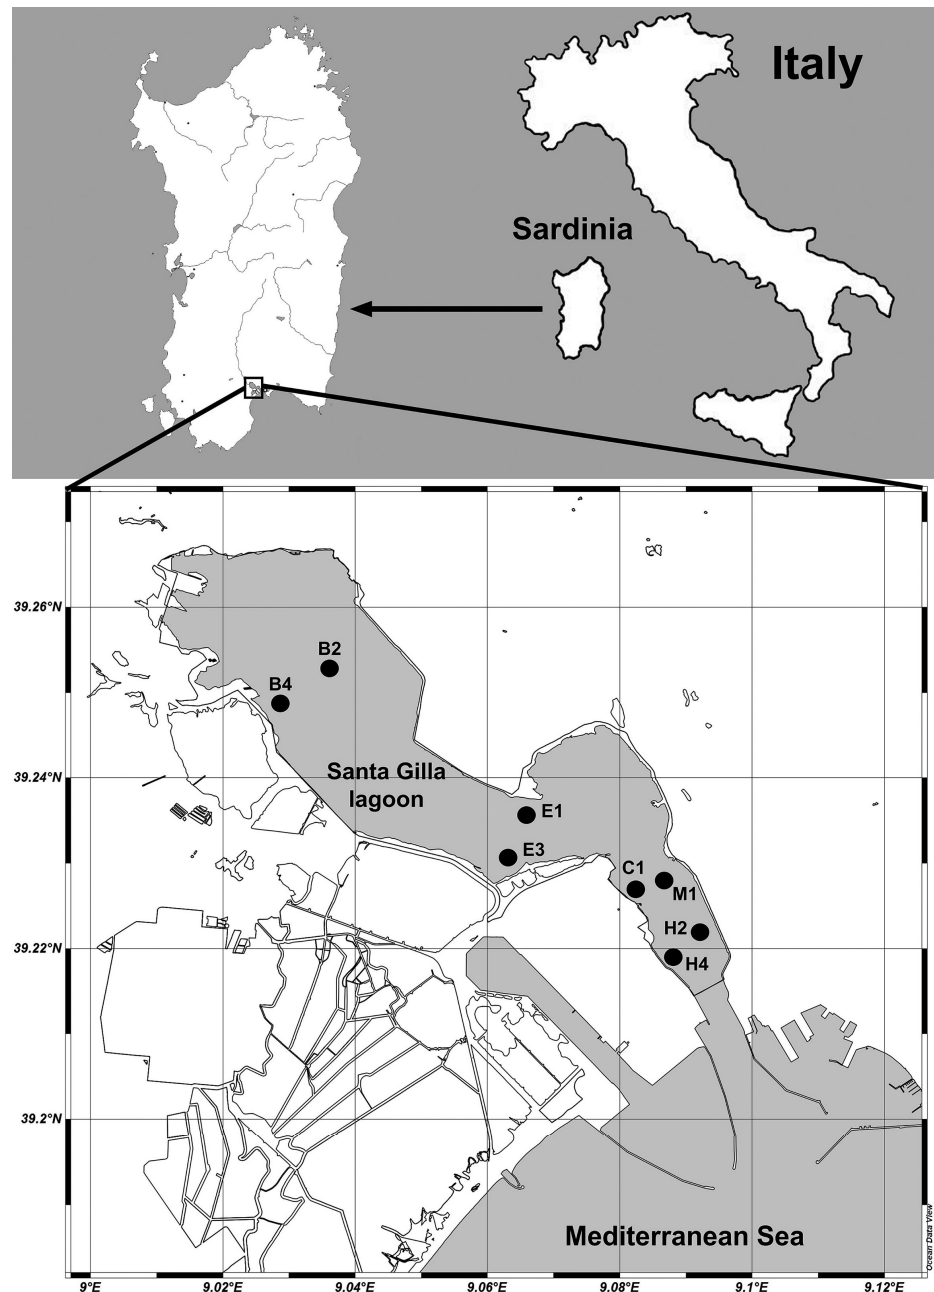 Italy
Sardinia
39.26°N
B2
B4
39.24°N
Santa Gilla
lagoon
E1
E3
C1
M1
H2
39.22°N
H4
39.2°N
Mediterranean Sea
Ocean Data View
9°E
9.02°E
9.04°E
9.06°E
9.08°E
9.1°E
9.12°E